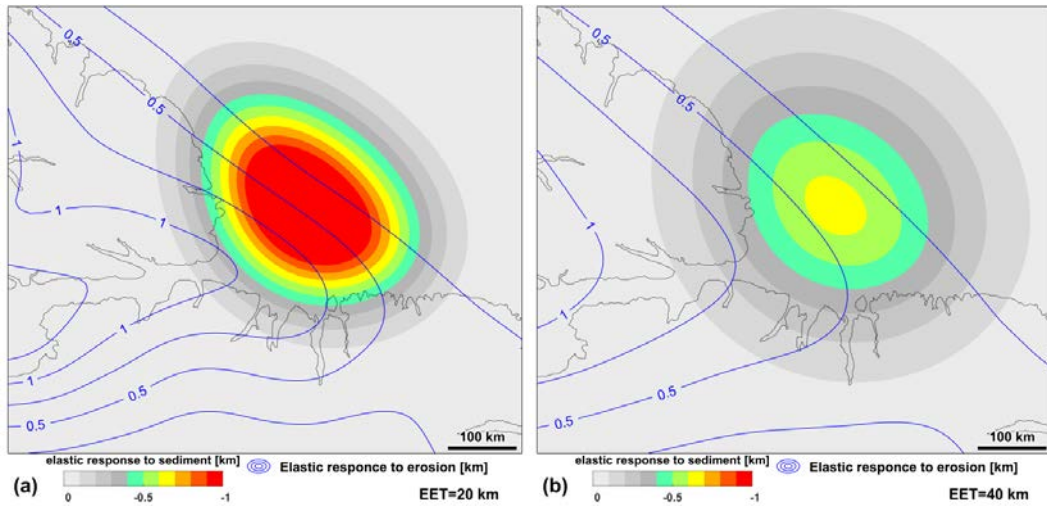 0.5
0.5
1
1
1
1
0.5
0.5
100 km
elastic response to sediment [km]
Elastic responce to erosion [km]
(a)
0
-0.5
-1
EET=20 km
0.5
0.5
1
0.5
0.5
100 km
elastic response to sediment [km]
Elastic responce to erosion [km]
(b)
0
-0.5
-1
EET=40 km